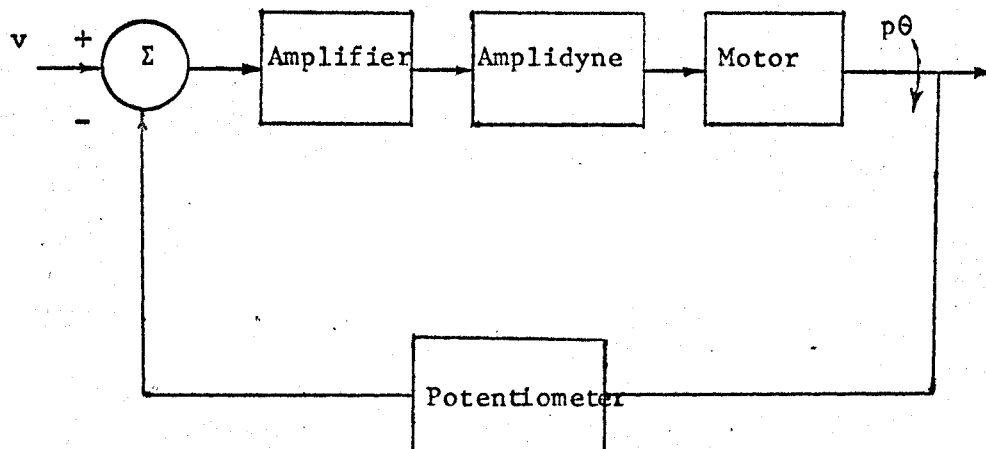 pθ
v + Σ Amplifier Amplidyne Motor
-
Potentiometer